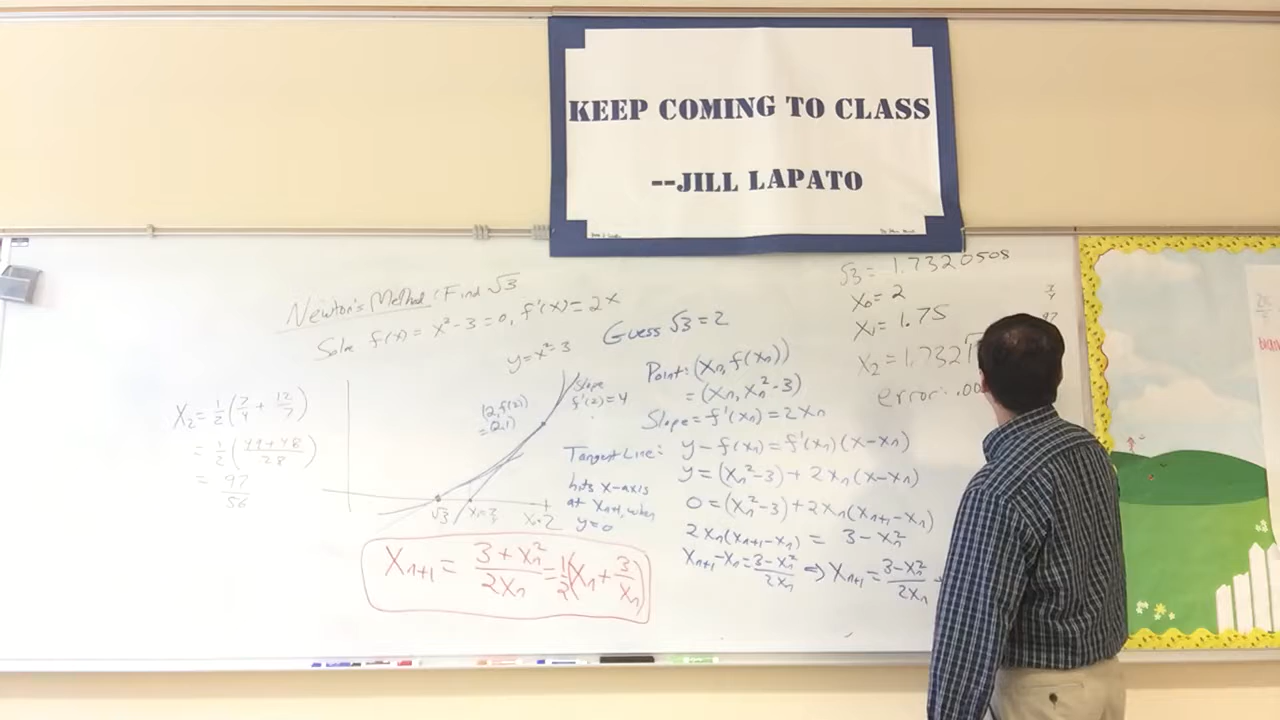 KEEP COMING TO CLASS
--JILL LAPATO
Newton's Method: Find √3
Solve f(x) = x²-3=0, f'(x)=2x
y=x²-3
Guess √3=2
(2,f(2))
=(2,1)
Slope
f'(2)=4
√3
X₁=7/4
X₀=2
X₂=1/2(7/4+12/7)
=1/2((49+48)/28)
=97/56
Point: (Xn, f(Xn))
=(Xn, Xn²-3)
Slope=f'(Xn)=2Xn
Tangent Line: y-f(Xn)=f'(Xn)(X-Xn)
y=(Xn²-3)+2Xn(X-Xn)
hits x-axis
at Xn+1, when
y=0
0=(Xn²-3)+2Xn(Xn+1-Xn)
2Xn(Xn+1-Xn) = 3-Xn²
Xn+1-Xn=(3-Xn²)/2Xn ⇒ Xn+1=(3-Xn²)/2Xn
Xn+1=(3+Xn²)/2Xn=1/2(Xn+3/Xn)
√3=1.7320508
X₀=2
X₁=1.75
X₂=1.7321
error: .00